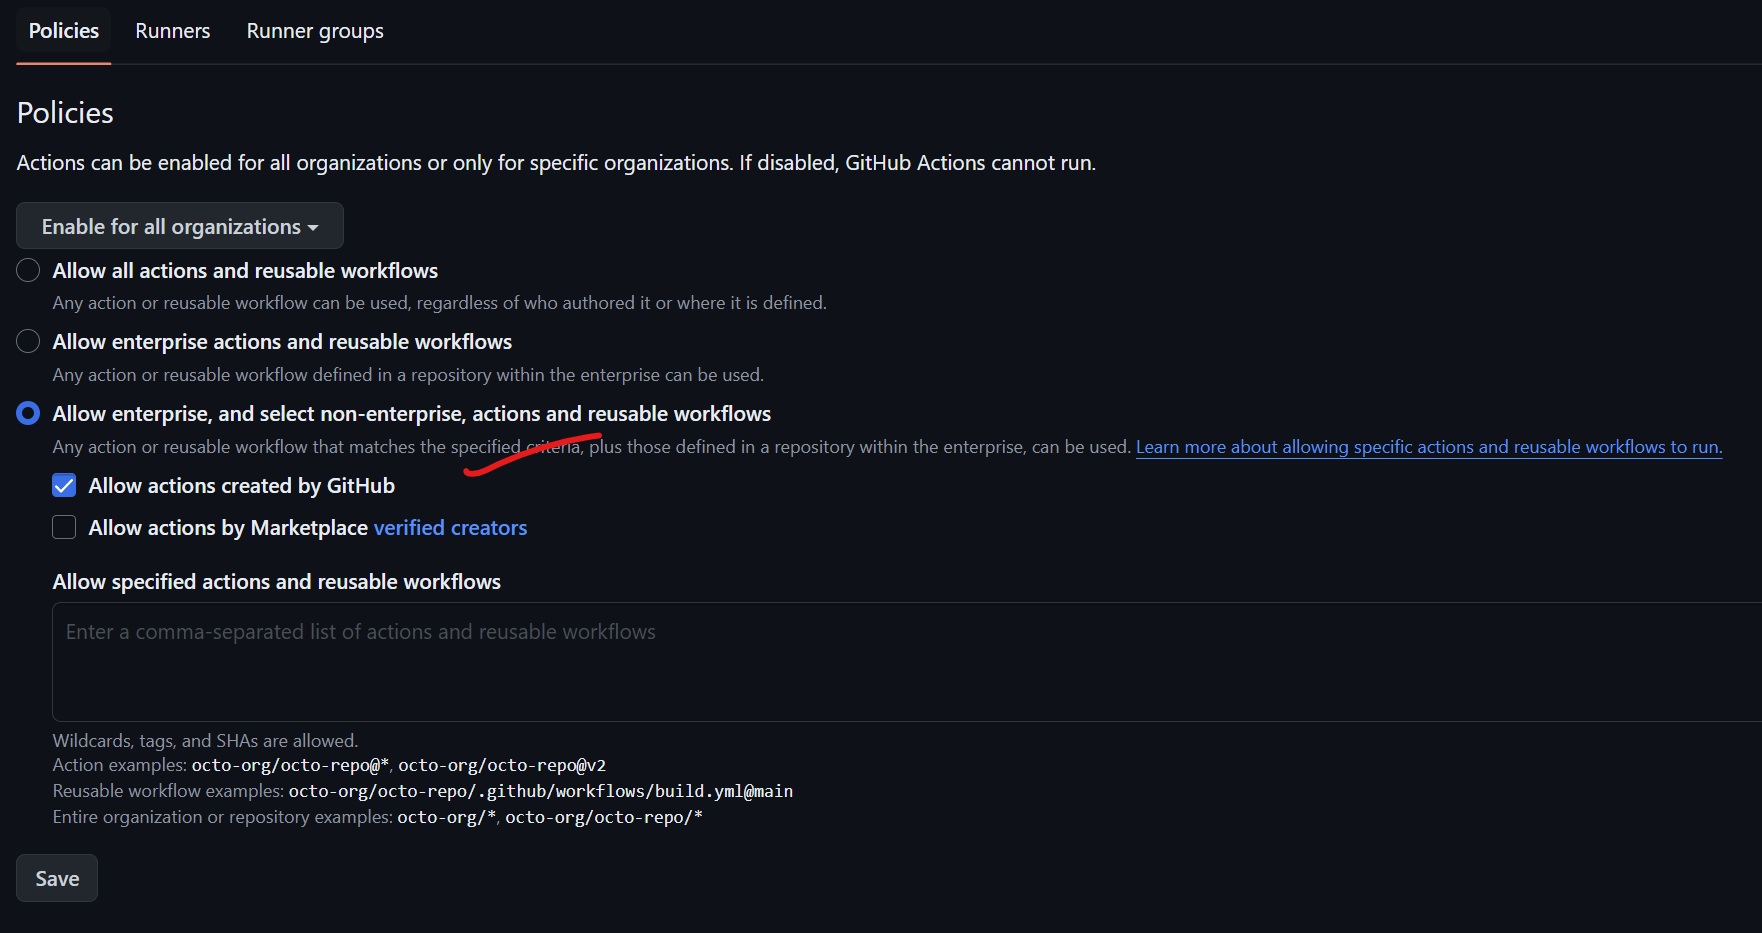 Policies Runners Runner groups
Policies
Actions can be enabled for all organizations or only for specific organizations. If disabled, GitHub Actions cannot run.
Enable for all organizations
Allow all actions and reusable workflows
Any action or reusable workflow can be used, regardless of who authored it or where it is defined.
Allow enterprise actions and reusable workflows
Any action or reusable workflow defined in a repository within the enterprise can be used.
Allow enterprise, and select non-enterprise, actions and reusable workflows
Any action or reusable workflow that matches the specified criteria, plus those defined in a repository within the enterprise, can be used. Learn more about allowing specific actions and reusable workflows to run.
Allow actions created by GitHub
Allow actions by Marketplace verified creators
Allow specified actions and reusable workflows
Enter a comma-separated list of actions and reusable workflows
Wildcards, tags, and SHAs are allowed.
Action examples: octo-org/octo-repo@*, octo-org/octo-repo@v2
Reusable workflow examples: octo-org/octo-repo/.github/workflows/build.yml@main
Entire organization or repository examples: octo-org/*, octo-org/octo-repo/*
Save